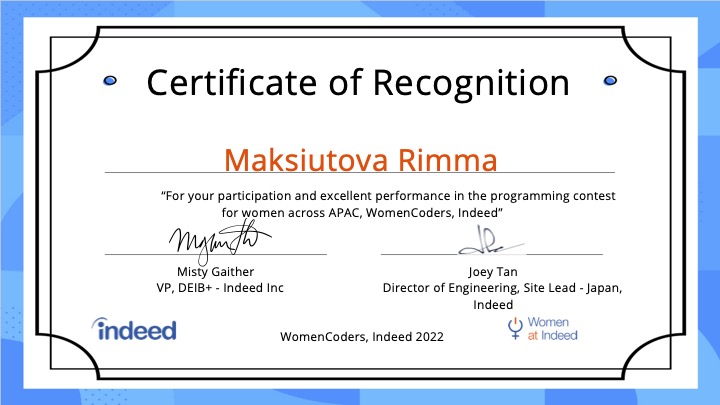 Certificate of Recognition
Maksiutova Rimma
“For your participation and excellent performance in the programming contest
for women across APAC, WomenCoders, Indeed”
Misty Gaither
VP, DEIB+ - Indeed Inc
Joey Tan
Director of Engineering, Site Lead - Japan,
Indeed
indeed
WomenCoders, Indeed 2022
Women
at Indeed